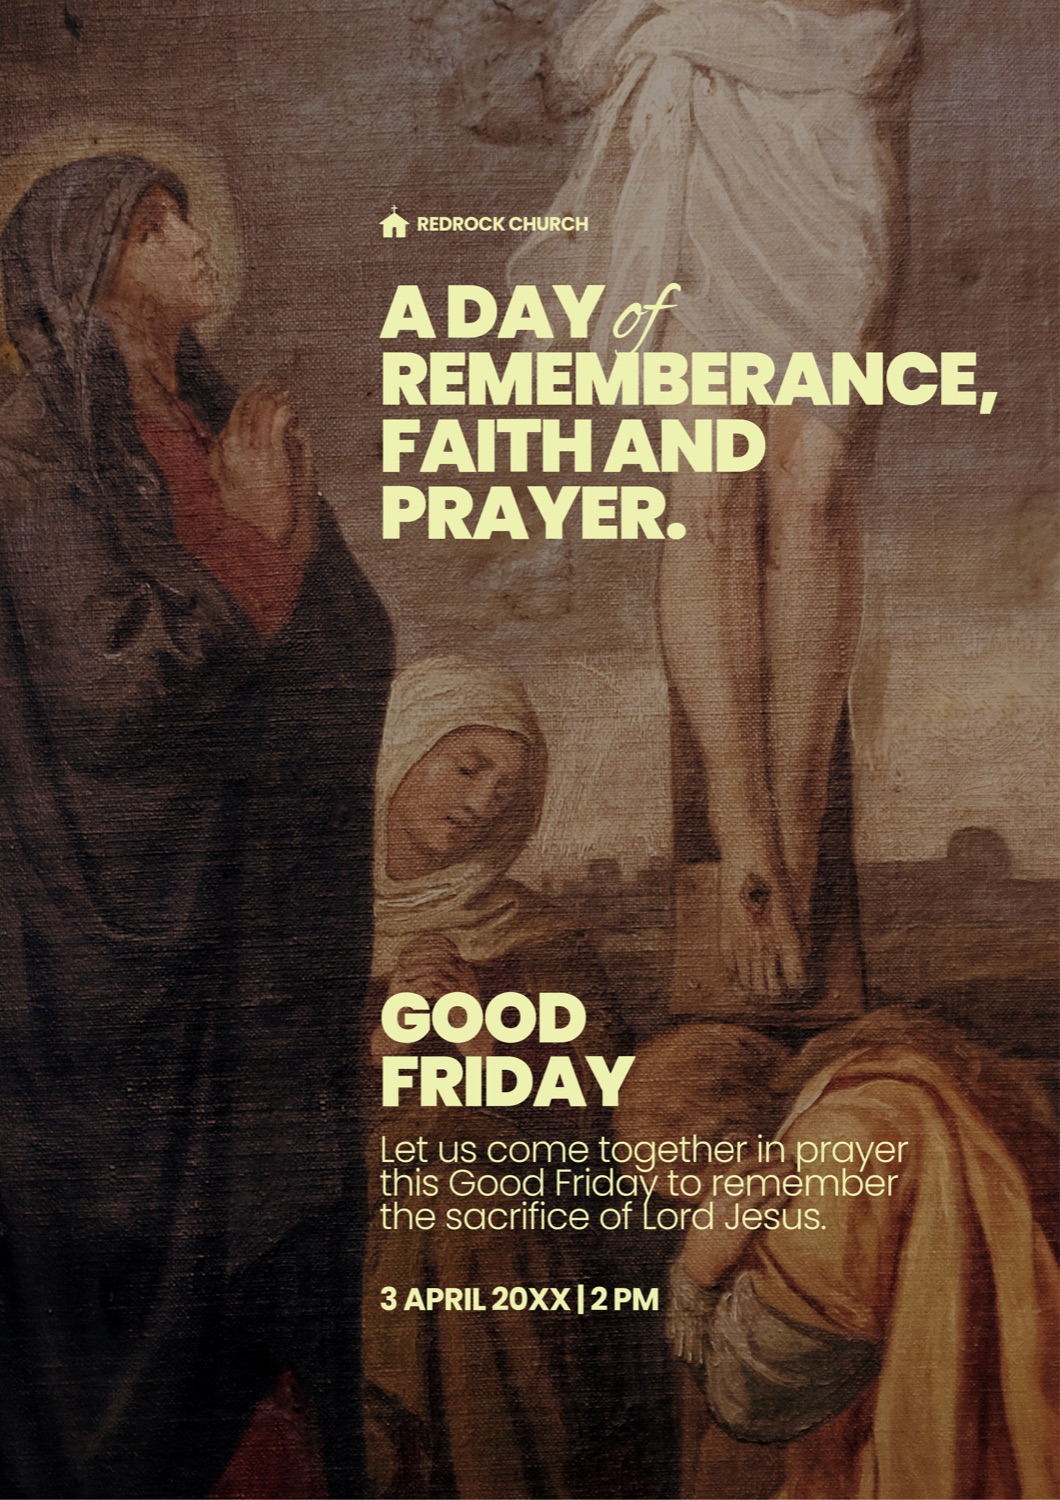 REDROCK CHURCH
A DAY of
REMEMBERANCE,
FAITH AND
PRAYER.
GOOD
FRIDAY
Let us come together in prayer
this Good Friday to remember
the sacrifice of Lord Jesus.
3 APRIL 20XX | 2 PM